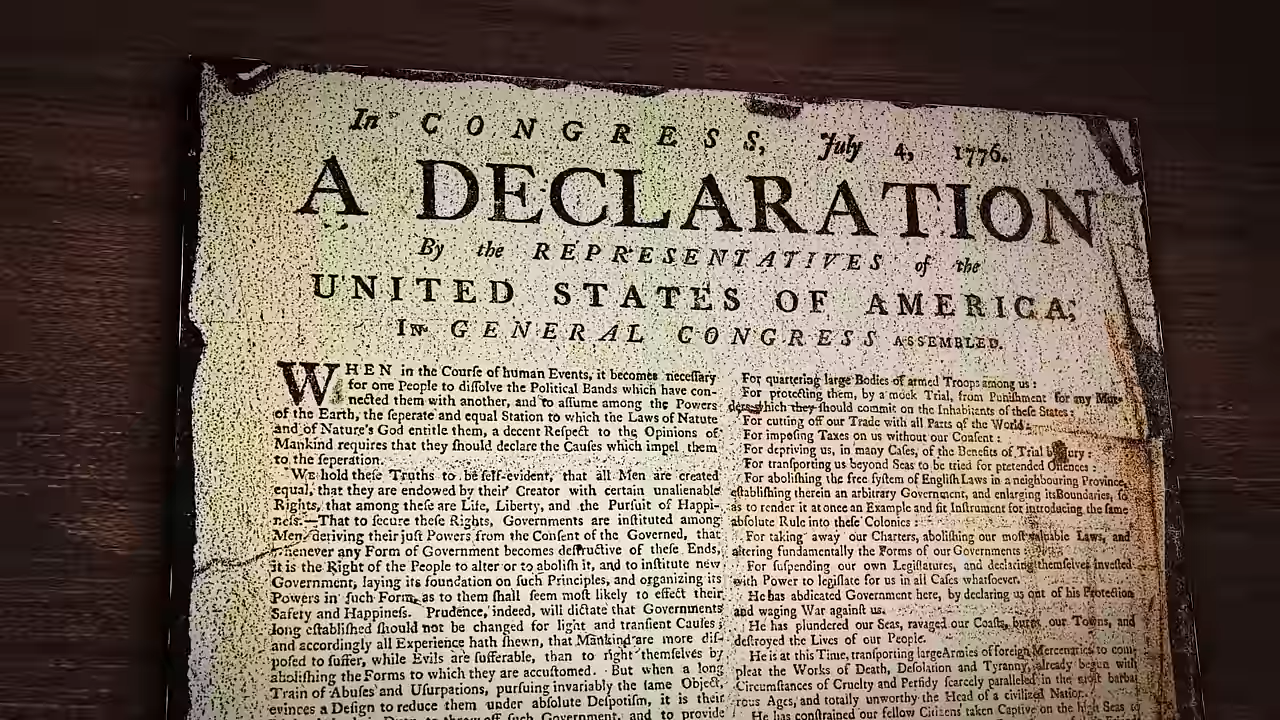 In CONGRESS, July 4, 1776.
A DECLARATION
By the REPRESENTATIVES of the
UNITED STATES OF AMERICA;
In GENERAL CONGRESS ASSEMBLED.
WHEN in the Courſe of human Events, it becomes neceſſary
for one People to diſſolve the Political Bands which have con-
nected them with another, and to aſſume among the Powers
of the Earth, the ſeperate and equal Station to which the Laws of Nature
and of Nature's God entitle them, a decent Reſpect to the Opinions of
Mankind requires that they ſhould declare the Cauſes which impel them
to the ſeperation.
We hold theſe Truths to be ſelf-evident, that all Men are created
equal, that they are endowed by their Creator with certain unalienable
Rights, that among theſe are Life, Liberty, and the Purſuit of Happi-
neſs.—That to ſecure theſe Rights, Governments are inſtituted among
Men, deriving their juſt Powers from the Conſent of the Governed, that
whenever any Form of Government becomes deſtructive of theſe Ends,
it is the Right of the People to alter or to aboliſh it, and to inſtitute new
Government, laying its foundation on ſuch Principles, and organizing its
Powers in ſuch Form, as to them ſhall ſeem moſt likely to effect their
Safety and Happineſs. Prudence, indeed, will dictate that Governments
long eſtabliſhed ſhould not be changed for light and tranſient Cauſes;
and accordingly all Experience hath ſhewn, that Mankind are more diſ-
poſed to ſuffer, while Evils are ſufferable, than to right themſelves by
aboliſhing the Forms to which they are accuſtomed. But when a long
Train of Abuſes and Uſurpations, purſuing invariably the ſame Object,
evinces a Deſign to reduce them under abſolute Deſpotiſm, it is their
to throw off ſuch Government, and to provide
For quartering large Bodies of armed Troops among us:
For protecting them, by a mock Trial, from Puniſhment for any Mur-
ders which they ſhould commit on the Inhabitants of theſe States:
For cutting off our Trade with all Parts of the World:
For impoſing Taxes on us without our Conſent:
For depriving us, in many Caſes, of the Benefits of Trial by Jury:
For tranſporting us beyond Seas to be tried for pretended Offences:
For aboliſhing the free ſyſtem of Engliſh Laws in a neighbouring Province,
eſtabliſhing therein an arbitrary Government, and enlarging its Boundaries, ſo
as to render it at once an Example and fit Inſtrument for introducing the ſame
abſolute Rule into theſe Colonies:
For taking away our Charters, aboliſhing our moſt valuable Laws, and
altering fundamentally the Forms of our Governments:
For ſuſpending our own Legiſlatures, and declaring themſelves inveſted
with Power to legiſlate for us in all Caſes whatſoever.
He has abdicated Government here, by declaring us out of his Protection
and waging War againſt us.
He has plundered our Seas, ravaged our Coaſts, burnt our Towns, and
deſtroyed the Lives of our People.
He is at this Time, tranſporting large Armies of foreign Mercenaries to com-
pleat the Works of Death, Deſolation and Tyranny, already begun with
Circumſtances of Cruelty and Perfidy ſcarcely paralleled in the moſt barba
rous Ages, and totally unworthy the Head of a civilized Nation.
He has conſtrained our fellow Citizens taken Captive on the high Seas to